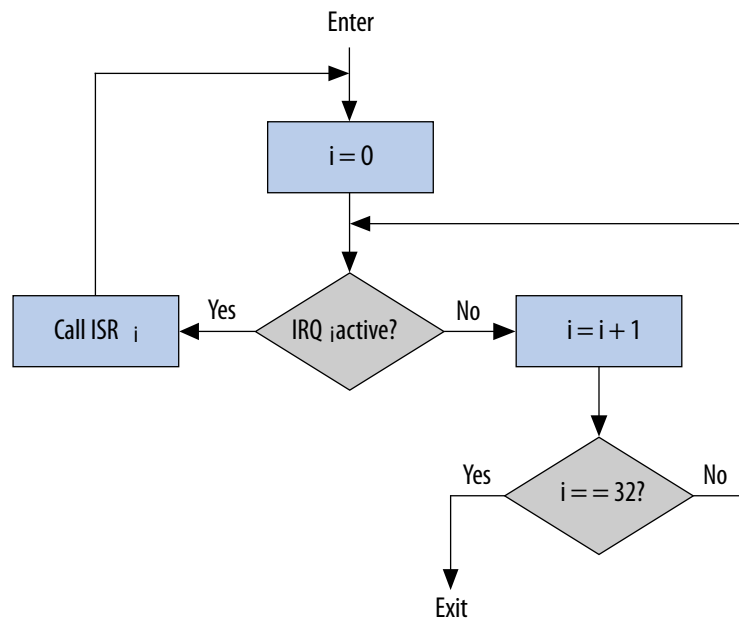 Enter
i = 0
Yes
No
Call ISR i
IRQ i active?
i = i + 1
Yes
No
i = = 32?
Exit